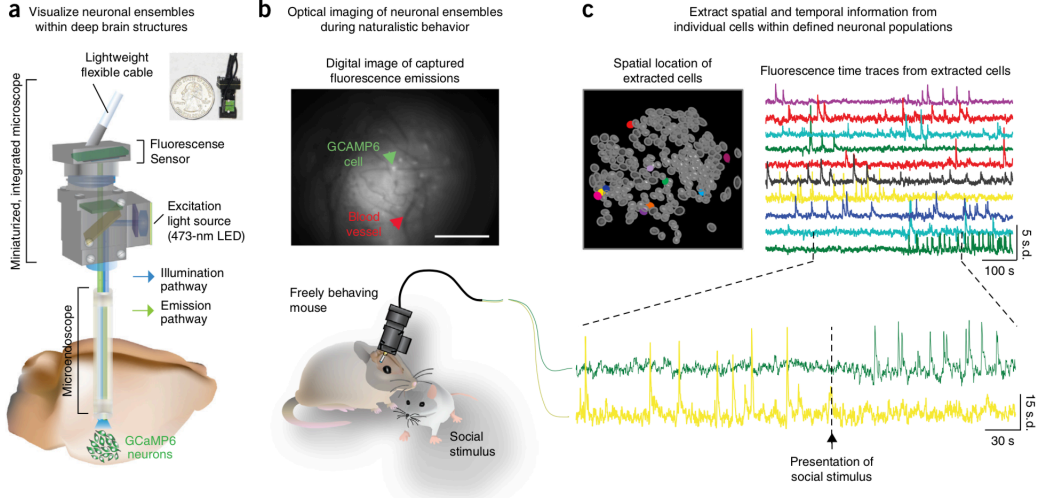 a
Visualize neuronal ensembles
within deep brain structures
Lightweight
flexible cable
Miniaturized, integrated microscope
Fluorescense
Sensor
Excitation
light source
(473-nm LED)
Illumination
pathway
Emission
pathway
Microendoscope
GCaMP6
neurons
b
Optical imaging of neuronal ensembles
during naturalistic behavior
Digital image of captured
fluorescence emissions
GCAMP6
cell
Blood
vessel
Freely behaving
mouse
Social
stimulus
c
Extract spatial and temporal information from
individual cells within defined neuronal populations
Spatial location of
extracted cells
Fluorescence time traces from extracted cells
5 s.d.
100 s
15 s.d.
30 s
Presentation of
social stimulus